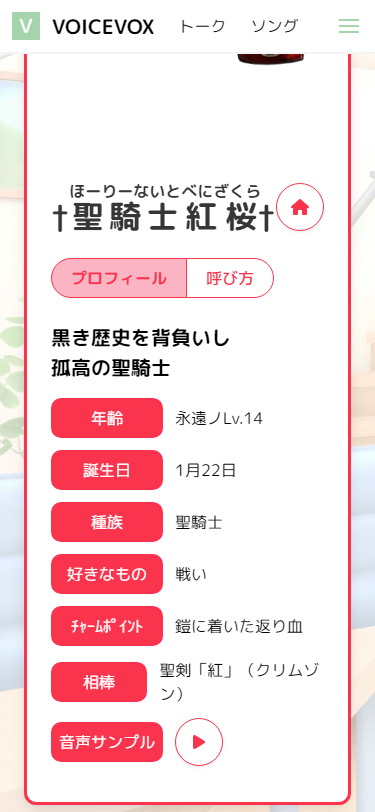 V VOICEVOX トーク ソング
ほーりーないとべにざくら
†聖騎士紅桜†
プロフィール 呼び方
黒き歴史を背負いし
孤高の聖騎士
年齢 永遠ノLv.14
誕生日 1月22日
種族 聖騎士
好きなもの 戦い
ﾁｬｰﾑﾎﾟｲﾝﾄ 鎧に着いた返り血
相棒 聖剣「紅」（クリムゾ
ン）
音声サンプル